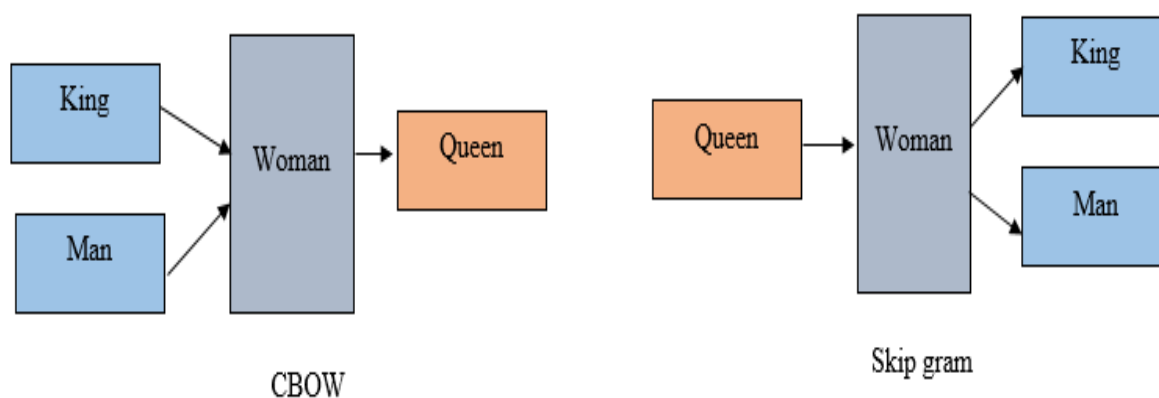 King
Man
Woman
Queen
CBOW
Queen
Woman
King
Man
Skip gram